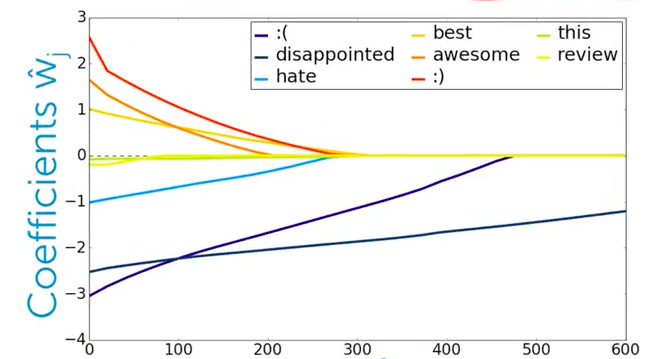 3
2
1
0
−1
−2
−3
−4
Coefficients ŵj
:( best this
disappointed awesome review
hate :)
0 100 200 300 400 500 600